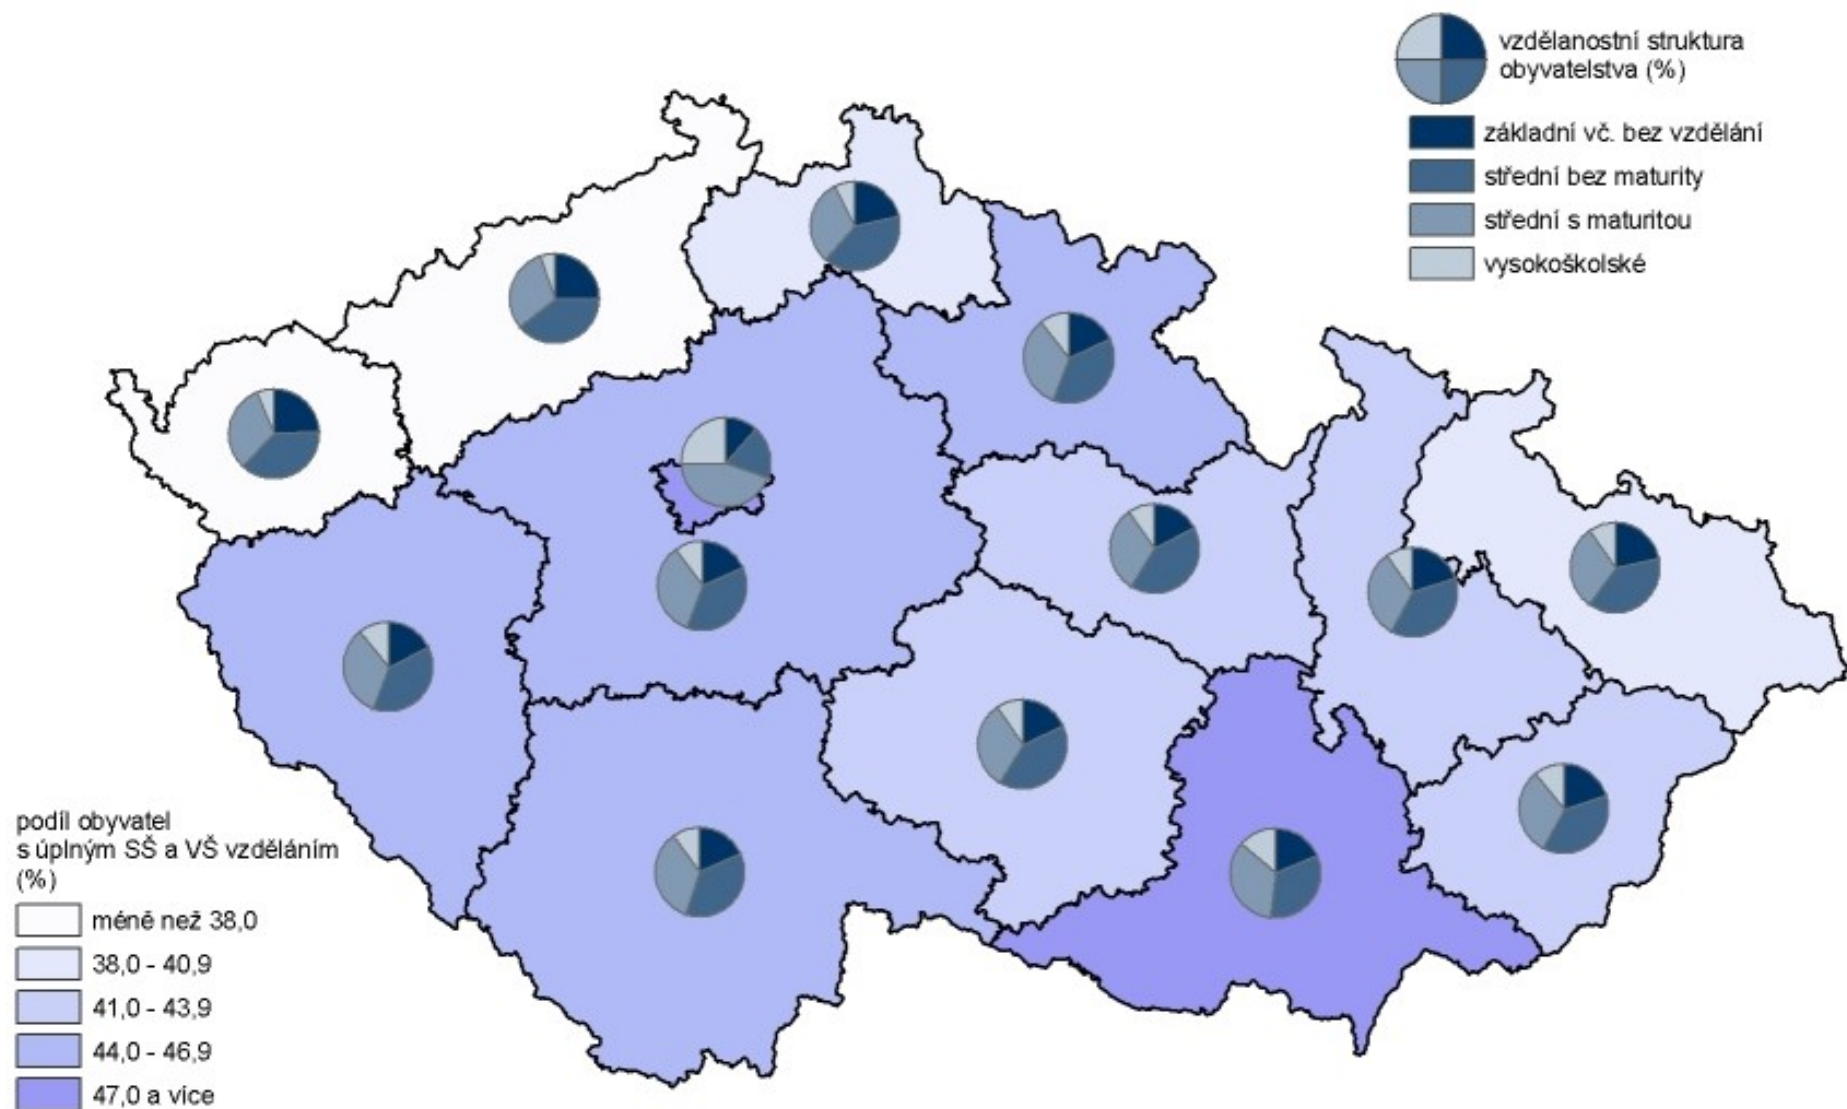 vzdělanostní struktura
obyvatelstva (%)
základní vč. bez vzdělání
střední bez maturity
střední s maturitou
vysokoškolské
podíl obyvatel
s úplným SŠ a VŠ vzděláním
(%)
méně než 38,0
38,0 - 40,9
41,0 - 43,9
44,0 - 46,9
47,0 a více